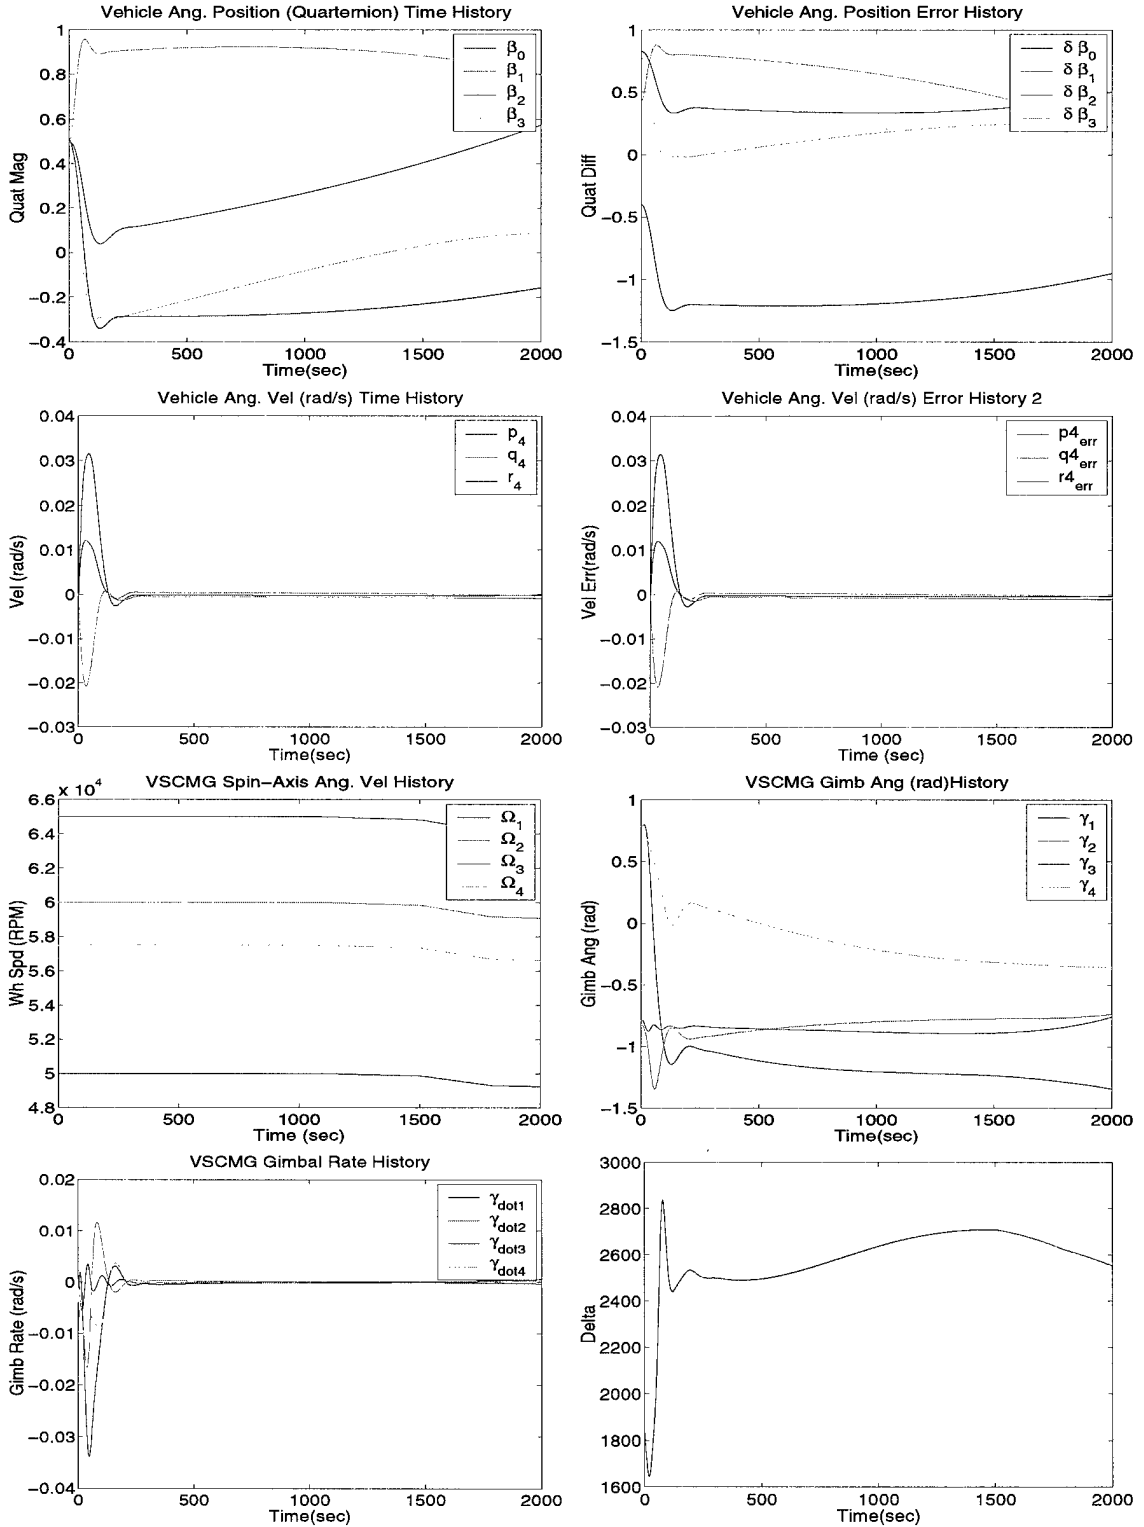 Vehicle Ang. Position (Quarternion) Time History
1
0.8
0.6
0.4
0.2
0
−0.2
−0.4
Quat Mag
β0
β1
β2
β3
0 500 1000 1500 2000
Time(sec)
Vehicle Ang. Position Error History
1
0.5
0
−0.5
−1
−1.5
Quat Diff
δ β0
δ β1
δ β2
δ β3
0 500 1000 1500 2000
Time(sec)
Vehicle Ang. Vel (rad/s) Time History
0.04
0.03
0.02
0.01
0
−0.01
−0.02
−0.03
Vel (rad/s)
p4
q4
r4
0 500 1000 1500 2000
Time(sec)
Vehicle Ang. Vel (rad/s) Error History 2
0.04
0.03
0.02
0.01
0
−0.01
−0.02
−0.03
Vel Err(rad/s)
p4err
q4err
r4err
0 500 1000 1500 2000
Time (sec)
VSCMG Spin−Axis Ang. Vel History
x 10^4
6.6
6.4
6.2
6
5.8
5.6
5.4
5.2
5
4.8
Wh Spd (RPM)
Ω1
Ω2
Ω3
Ω4
0 500 1000 1500 2000
Time (sec)
VSCMG Gimb Ang (rad)History
1
0.5
0
−0.5
−1
−1.5
Gimb Ang (rad)
γ1
γ2
γ3
γ4
0 500 1000 1500 2000
Time(sec)
VSCMG Gimbal Rate History
0.02
0.01
0
−0.01
−0.02
−0.03
−0.04
Gimb Rate (rad/s)
γdot1
γdot2
γdot3
γdot4
0 500 1000 1500 2000
Time(sec)
3000
2800
2600
2400
2200
2000
1800
1600
Delta
0 500 1000 1500 2000
Time(sec)